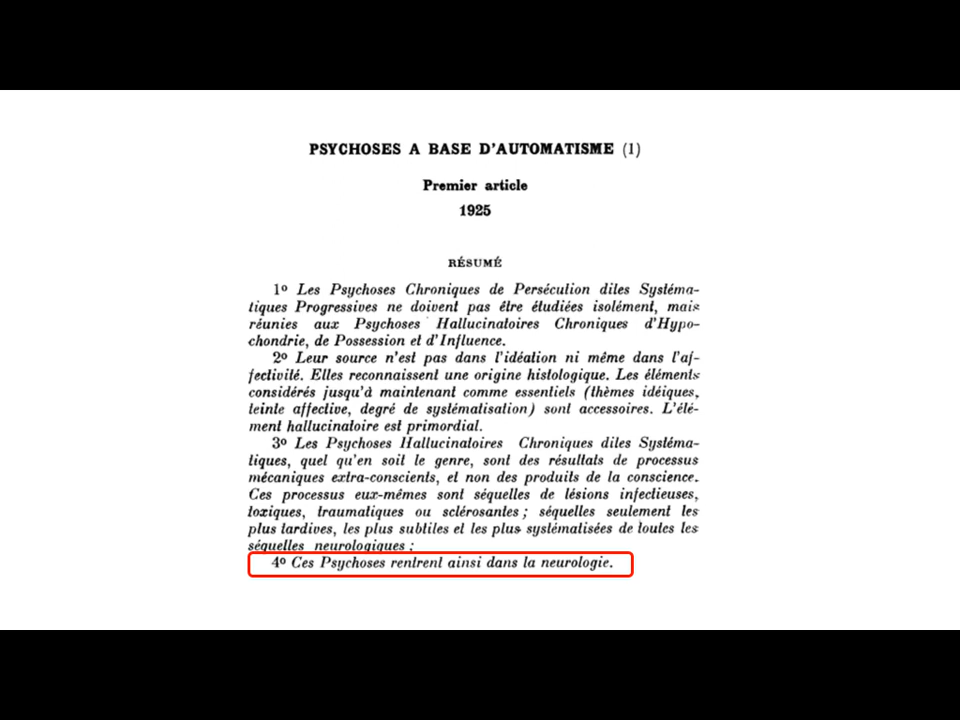 PSYCHOSES A BASE D'AUTOMATISME (1)
Premier article
1925
RÉSUMÉ
1º Les Psychoses Chroniques de Persécution dites Systéma-
tiques Progressives ne doivent pas être étudiées isolément, mais
réunies aux Psychoses Hallucinatoires Chroniques d'Hypo-
chondrie, de Possession et d'Influence.
2º Leur source n'est pas dans l'idéation ni même dans l'af-
fectivité. Elles reconnaissent une origine histologique. Les éléments
considérés jusqu'à maintenant comme essentiels (thèmes idéiques,
teinte affective, degré de systématisation) sont accessoires. L'élé-
ment hallucinatoire est primordial.
3º Les Psychoses Hallucinatoires Chroniques dites Systéma-
tiques, quel qu'en soit le genre, sont des résultats de processus
mécaniques extra-conscients, et non des produits de la conscience.
Ces processus eux-mêmes sont séquelles de lésions infectieuses,
toxiques, traumatiques ou sclérosantes ; séquelles seulement les
plus tardives, les plus subtiles et les plus systématisées de toutes les
séquelles neurologiques ;
4º Ces Psychoses rentrent ainsi dans la neurologie.